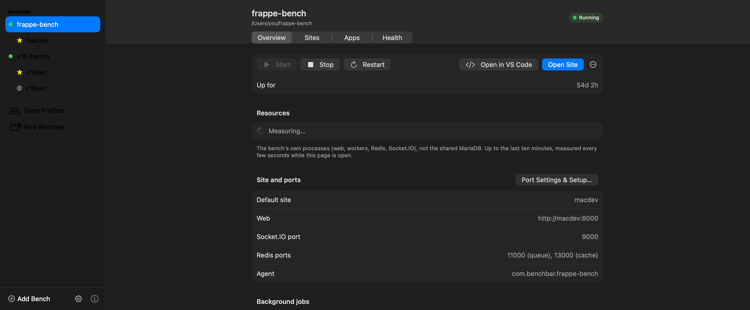 Benches
frappe-bench
macdev
v16-bench
v16dev
v16two
Team Profiles
Find Benches
Add Bench
frappe-bench
/Users/you/frappe-bench
Running
Overview
Sites
Apps
Health
Start
Stop
Restart
Open in VS Code
Open Site
Up for
54d 2h
Resources
Measuring...
The bench's own processes (web, workers, Redis, Socket.IO), not the shared MariaDB. Up to the last ten minutes, measured every
few seconds while this page is open.
Site and ports
Port Settings & Setup...
Default site
macdev
Web
http://macdev:8000
Socket.IO port
9000
Redis ports
11000 (queue), 13000 (cache)
Agent
com.benchbar.frappe-bench
Background jobs